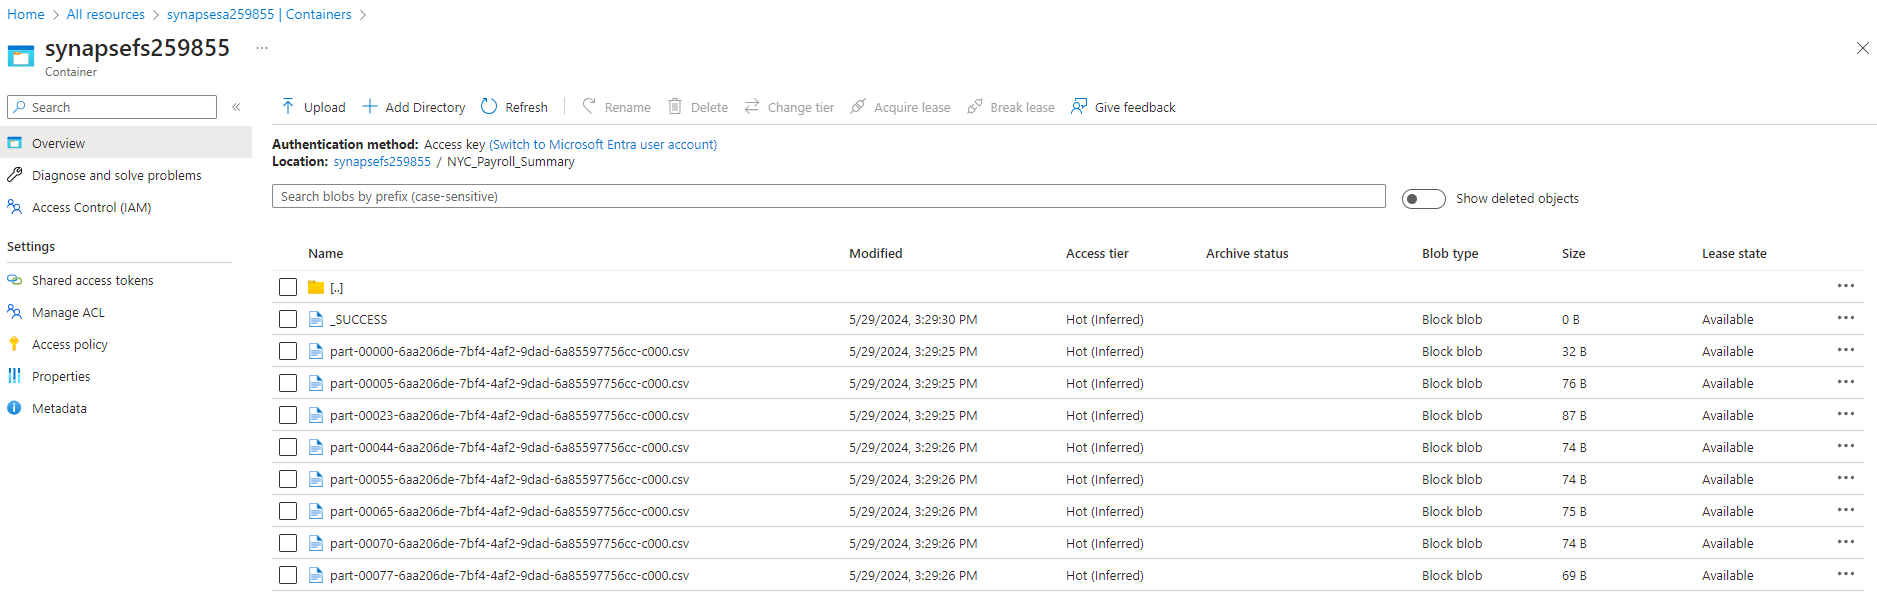 Home > All resources > synapsesa259855 | Containers >
synapsefs259855 ...
Container
Search «
Upload Add Directory Refresh Rename Delete Change tier Acquire lease Break lease Give feedback
Overview
Diagnose and solve problems
Access Control (IAM)
Settings
Shared access tokens
Manage ACL
Access policy
Properties
Metadata
Authentication method: Access key (Switch to Microsoft Entra user account)
Location: synapsefs259855 / NYC_Payroll_Summary
Search blobs by prefix (case-sensitive)
Show deleted objects
Name Modified Access tier Archive status Blob type Size Lease state
[..] ...
_SUCCESS 5/29/2024, 3:29:30 PM Hot (Inferred) Block blob 0 B Available ...
part-00000-6aa206de-7bf4-4af2-9dad-6a85597756cc-c000.csv 5/29/2024, 3:29:25 PM Hot (Inferred) Block blob 32 B Available ...
part-00005-6aa206de-7bf4-4af2-9dad-6a85597756cc-c000.csv 5/29/2024, 3:29:25 PM Hot (Inferred) Block blob 76 B Available ...
part-00023-6aa206de-7bf4-4af2-9dad-6a85597756cc-c000.csv 5/29/2024, 3:29:25 PM Hot (Inferred) Block blob 87 B Available ...
part-00044-6aa206de-7bf4-4af2-9dad-6a85597756cc-c000.csv 5/29/2024, 3:29:26 PM Hot (Inferred) Block blob 74 B Available ...
part-00055-6aa206de-7bf4-4af2-9dad-6a85597756cc-c000.csv 5/29/2024, 3:29:26 PM Hot (Inferred) Block blob 74 B Available ...
part-00065-6aa206de-7bf4-4af2-9dad-6a85597756cc-c000.csv 5/29/2024, 3:29:26 PM Hot (Inferred) Block blob 75 B Available ...
part-00070-6aa206de-7bf4-4af2-9dad-6a85597756cc-c000.csv 5/29/2024, 3:29:26 PM Hot (Inferred) Block blob 74 B Available ...
part-00077-6aa206de-7bf4-4af2-9dad-6a85597756cc-c000.csv 5/29/2024, 3:29:26 PM Hot (Inferred) Block blob 69 B Available ...